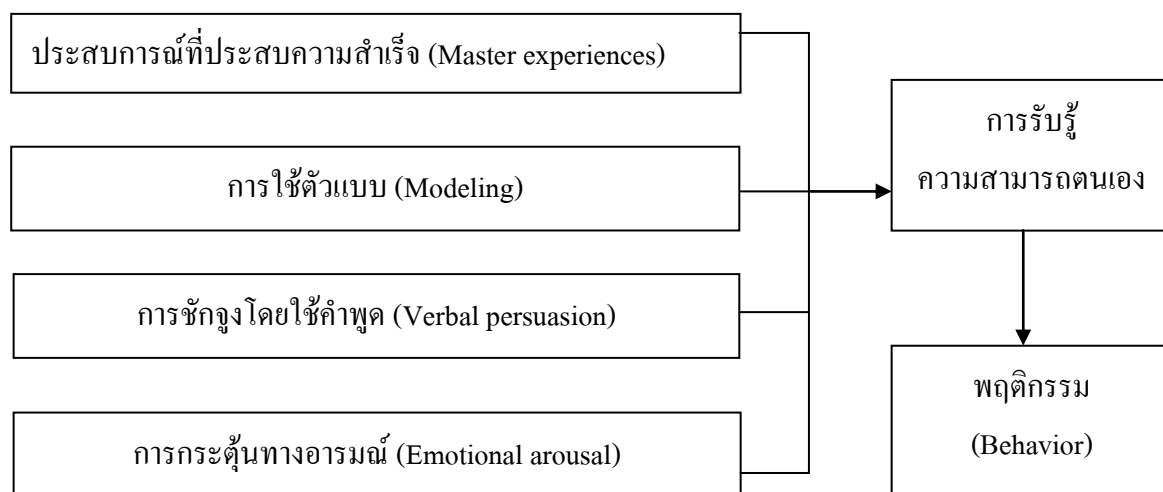 ประสบการณ์ที่ประสบความสำเร็จ (Master experiences)
การใช้ตัวแบบ (Modeling)
การชักจูงโดยใช้คำพูด (Verbal persuasion)
การกระตุ้นทางอารมณ์ (Emotional arousal)
การรับรู้
ความสามารถตนเอง
พฤติกรรม
(Behavior)